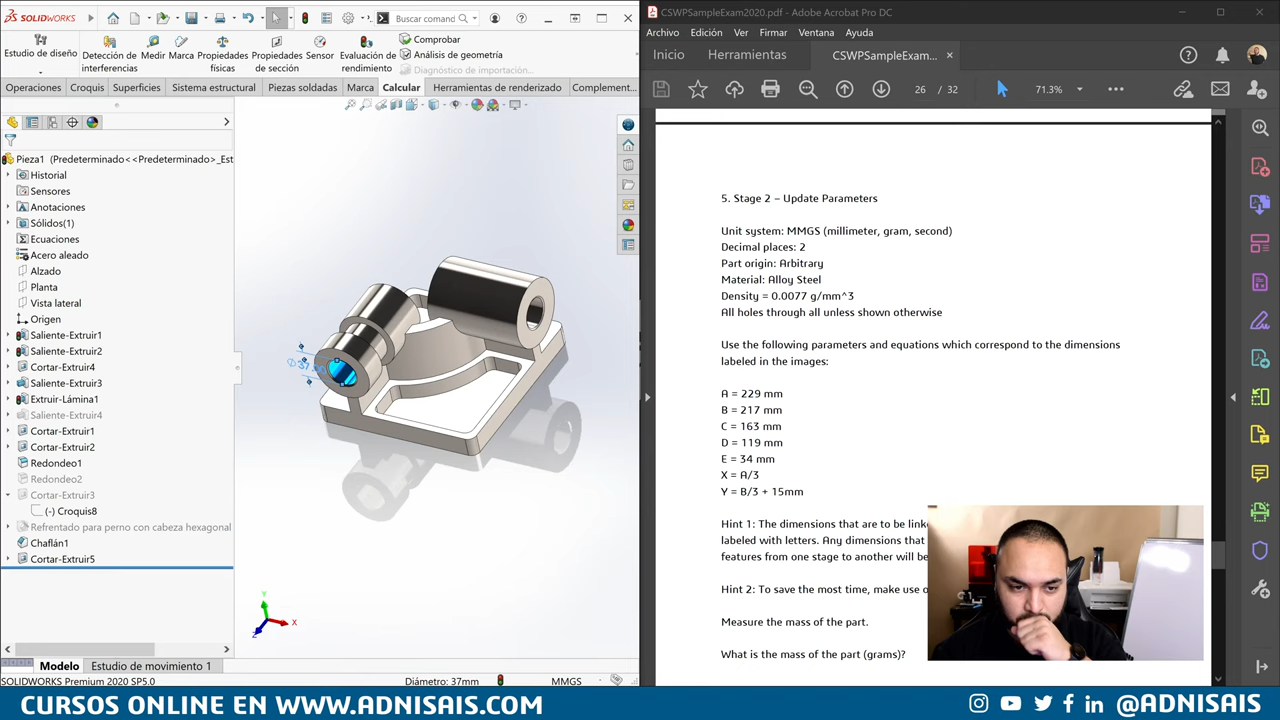 SOLIDWORKS
Buscar comando
CSWPSampleExam2020.pdf - Adobe Acrobat Pro DC
Archivo Edición Ver Firmar Ventana Ayuda
Inicio Herramientas CSWPSampleExam...
Estudio de diseño
Detección de interferencias
Medir
Marca
Propiedades físicas
Propiedades de sección
Sensor
Evaluación de rendimiento
Comprobar
Análisis de geometría
Diagnóstico de importación...
Operaciones Croquis Superficies Sistema estructural Piezas soldadas Marca Calcular Herramientas de renderizado Complement...
26 / 32 71.3%
Pieza1 (Predeterminado<<Predeterminado>_Est
Historial
Sensores
Anotaciones
Sólidos(1)
Ecuaciones
Acero aleado
Alzado
Planta
Vista lateral
Origen
Saliente-Extruir1
Saliente-Extruir2
Cortar-Extruir4
Saliente-Extruir3
Extruir-Lámina1
Saliente-Extruir4
Cortar-Extruir1
Cortar-Extruir2
Redondeo1
Redondeo2
Cortar-Extruir3
(-) Croquis8
Refrentado para perno con cabeza hexagonal
Chaflán1
Cortar-Extruir5
Y
X
Z
Modelo Estudio de movimiento 1
SOLIDWORKS Premium 2020 SP5.0 Diámetro: 37mm MMGS
5. Stage 2 – Update Parameters
Unit system: MMGS (millimeter, gram, second)
Decimal places: 2
Part origin: Arbitrary
Material: Alloy Steel
Density = 0.0077 g/mm^3
All holes through all unless shown otherwise
Use the following parameters and equations which correspond to the dimensions
labeled in the images:
A = 229 mm
B = 217 mm
C = 163 mm
D = 119 mm
E = 34 mm
X = A/3
Y = B/3 + 15mm
Hint 1: The dimensions that are to be link
labeled with letters. Any dimensions that
features from one stage to another will be
Hint 2: To save the most time, make use o
Measure the mass of the part.
What is the mass of the part (grams)?
CURSOS ONLINE EN WWW.ADNISAIS.COM
@ADNISAIS